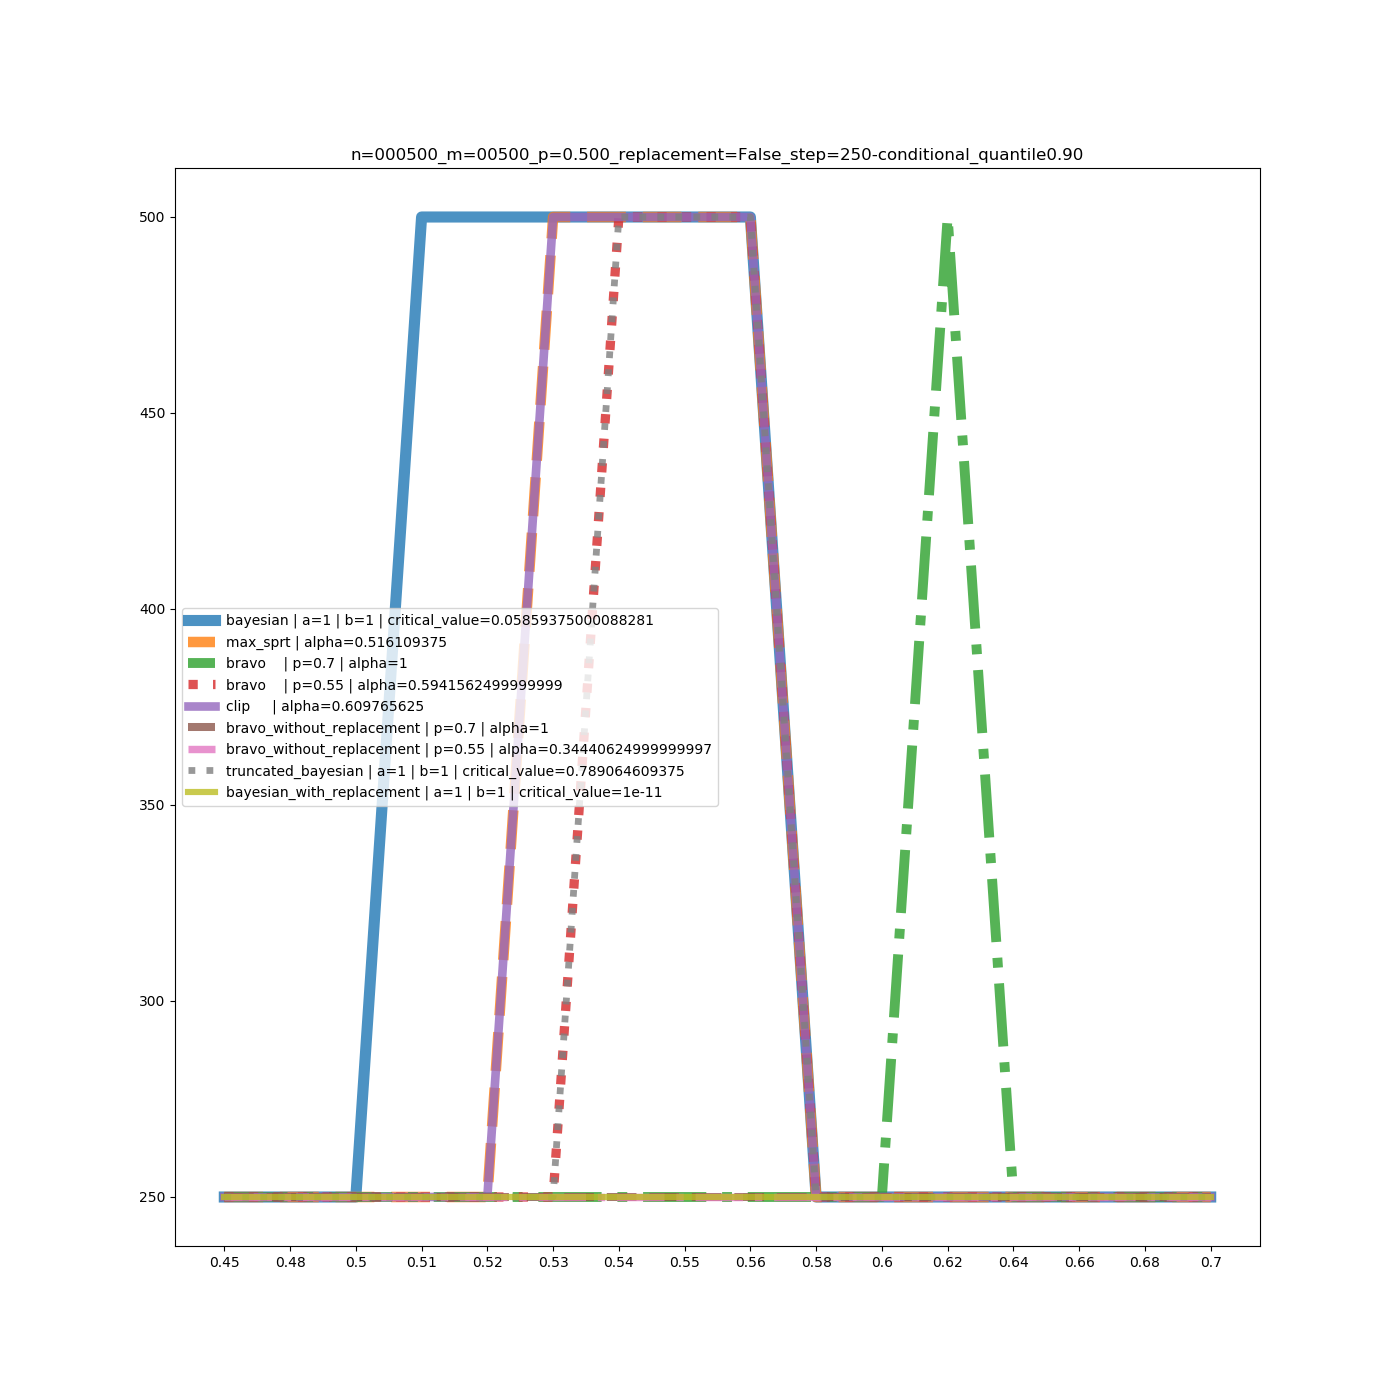 n=000500_m=00500_p=0.500_replacement=False_step=250-conditional_quantile0.90
500
450
400
350
300
250
bayesian | a=1 | b=1 | critical_value=0.05859375000088281
max_sprt | alpha=0.516109375
bravo | p=0.7 | alpha=1
bravo | p=0.55 | alpha=0.5941562499999999
clip | alpha=0.609765625
bravo_without_replacement | p=0.7 | alpha=1
bravo_without_replacement | p=0.55 | alpha=0.34440624999999997
truncated_bayesian | a=1 | b=1 | critical_value=0.789064609375
bayesian_with_replacement | a=1 | b=1 | critical_value=1e-11
0.45 0.48 0.5 0.51 0.52 0.53 0.54 0.55 0.56 0.58 0.6 0.62 0.64 0.66 0.68 0.7